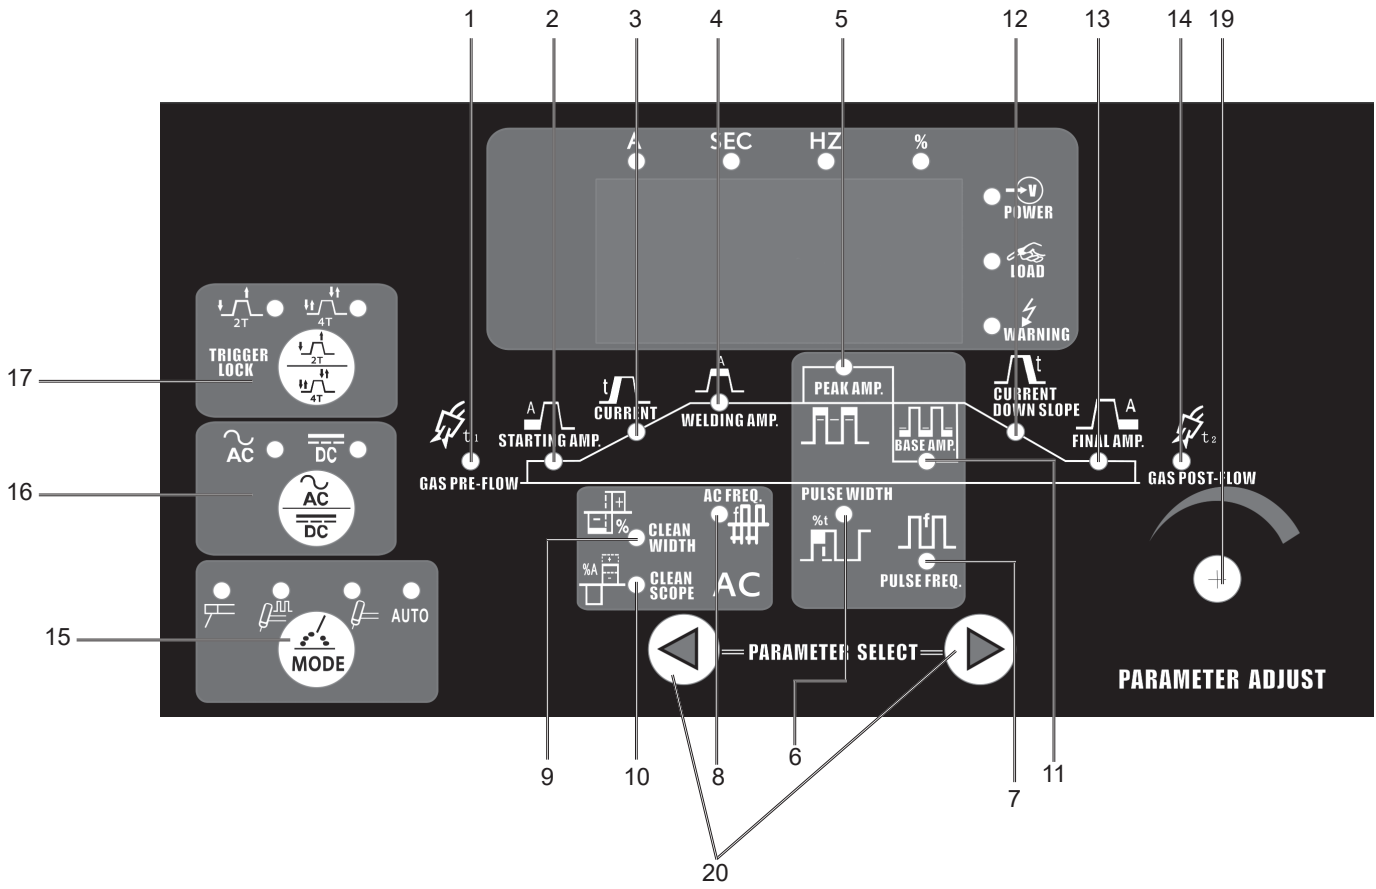 1 2 3 4 5 12 13 14 19
A SEC HZ %
V
POWER
LOAD
WARNING
2T 4T
TRIGGER
LOCK
2T
4T
17
t
PEAK AMP.
CURRENT
DOWN SLOPE
A
WELDING AMP.
t
CURRENT
A
STARTING AMP.
t1
GAS PRE-FLOW
BASE AMP.
A
FINAL AMP.
t2
GAS POST-FLOW
AC DC
AC
DC
16
+
-
%
CLEAN
WIDTH
AC FREQ.
f
%A
+
-
CLEAN
SCOPE
AC
PULSE WIDTH
%t
f
PULSE FREQ.
AUTO
MODE
15
PARAMETER SELECT
PARAMETER ADJUST
9 10 8 6 7 11
20